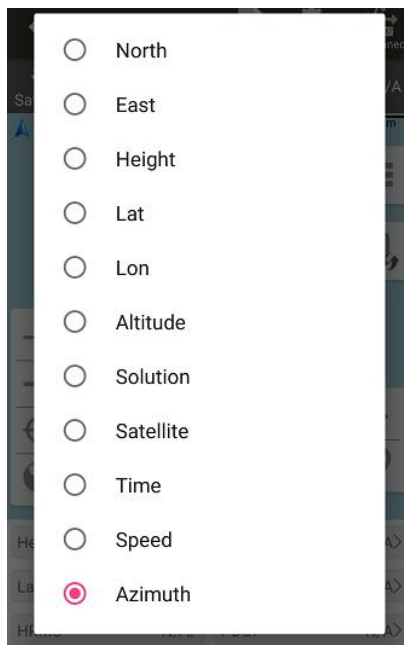 North
East
Height
Lat
Lon
Altitude
Solution
Satellite
Time
Speed
Azimuth